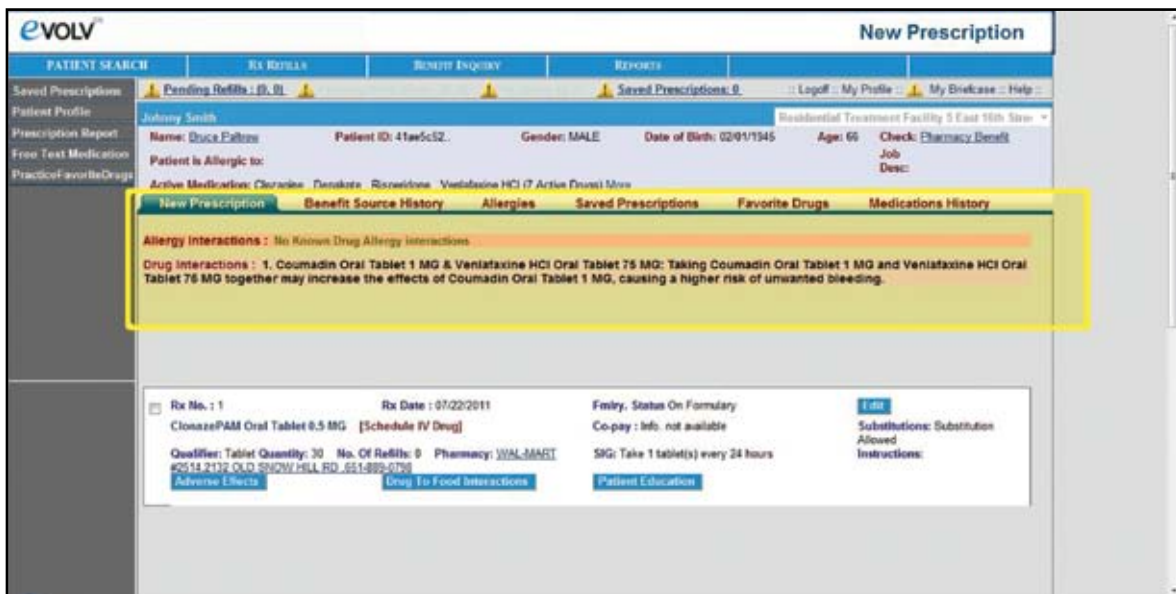 evolv
New Prescription
PATIENT SEARCH RX REFILLS BENEFIT INQUIRY REPORTS
Saved Prescriptions
Patient Profile
Prescription Report
Free Text Medication
PracticeFavoriteDrugs
Pending Refills : (0, 0) Saved Prescriptions: 0 :: Logoff :: My Profile :: My Briefcase :: Help ::
Johnny Smith Residential Treatment Facility 5 East 16th
Name: Bruce Paltrow Patient ID: 41ae5c52.. Gender: MALE Date of Birth: 02/01/1945 Age: 66 Check: Pharmacy Benefit
Patient is Allergic to: Job
Desc:
Active Medication: Clozapine, Denskote, Risperidone, Venlafaxine HCl (7 Active Drugs) More
New Prescription Benefit Source History Allergies Saved Prescriptions Favorite Drugs Medications History
Allergy Interactions : No Known Drug Allergy interactions
Drug Interactions : 1. Coumadin Oral Tablet 1 MG & Venlafaxine HCl Oral Tablet 75 MG: Taking Coumadin Oral Tablet 1 MG and Venlafaxine HCl Oral
Tablet 75 MG together may increase the effects of Coumadin Oral Tablet 1 MG, causing a higher risk of unwanted bleeding.
Rx No. : 1 Rx Date : 07/22/2011 Fmlry. Status On Formulary Edit
ClonazePAM Oral Tablet 0.5 MG [Schedule IV Drug] Co-pay : Info. not available Substitutions: Substitution
Allowed
Qualifier: Tablet Quantity: 30 No. Of Refills: 0 Pharmacy: WAL-MART SIG: Take 1 tablet(s) every 24 hours Instructions:
#2514,2132 OLD SNOW HILL RD ,651-889-0798
Adverse Effects Drug To Food Interactions Patient Education